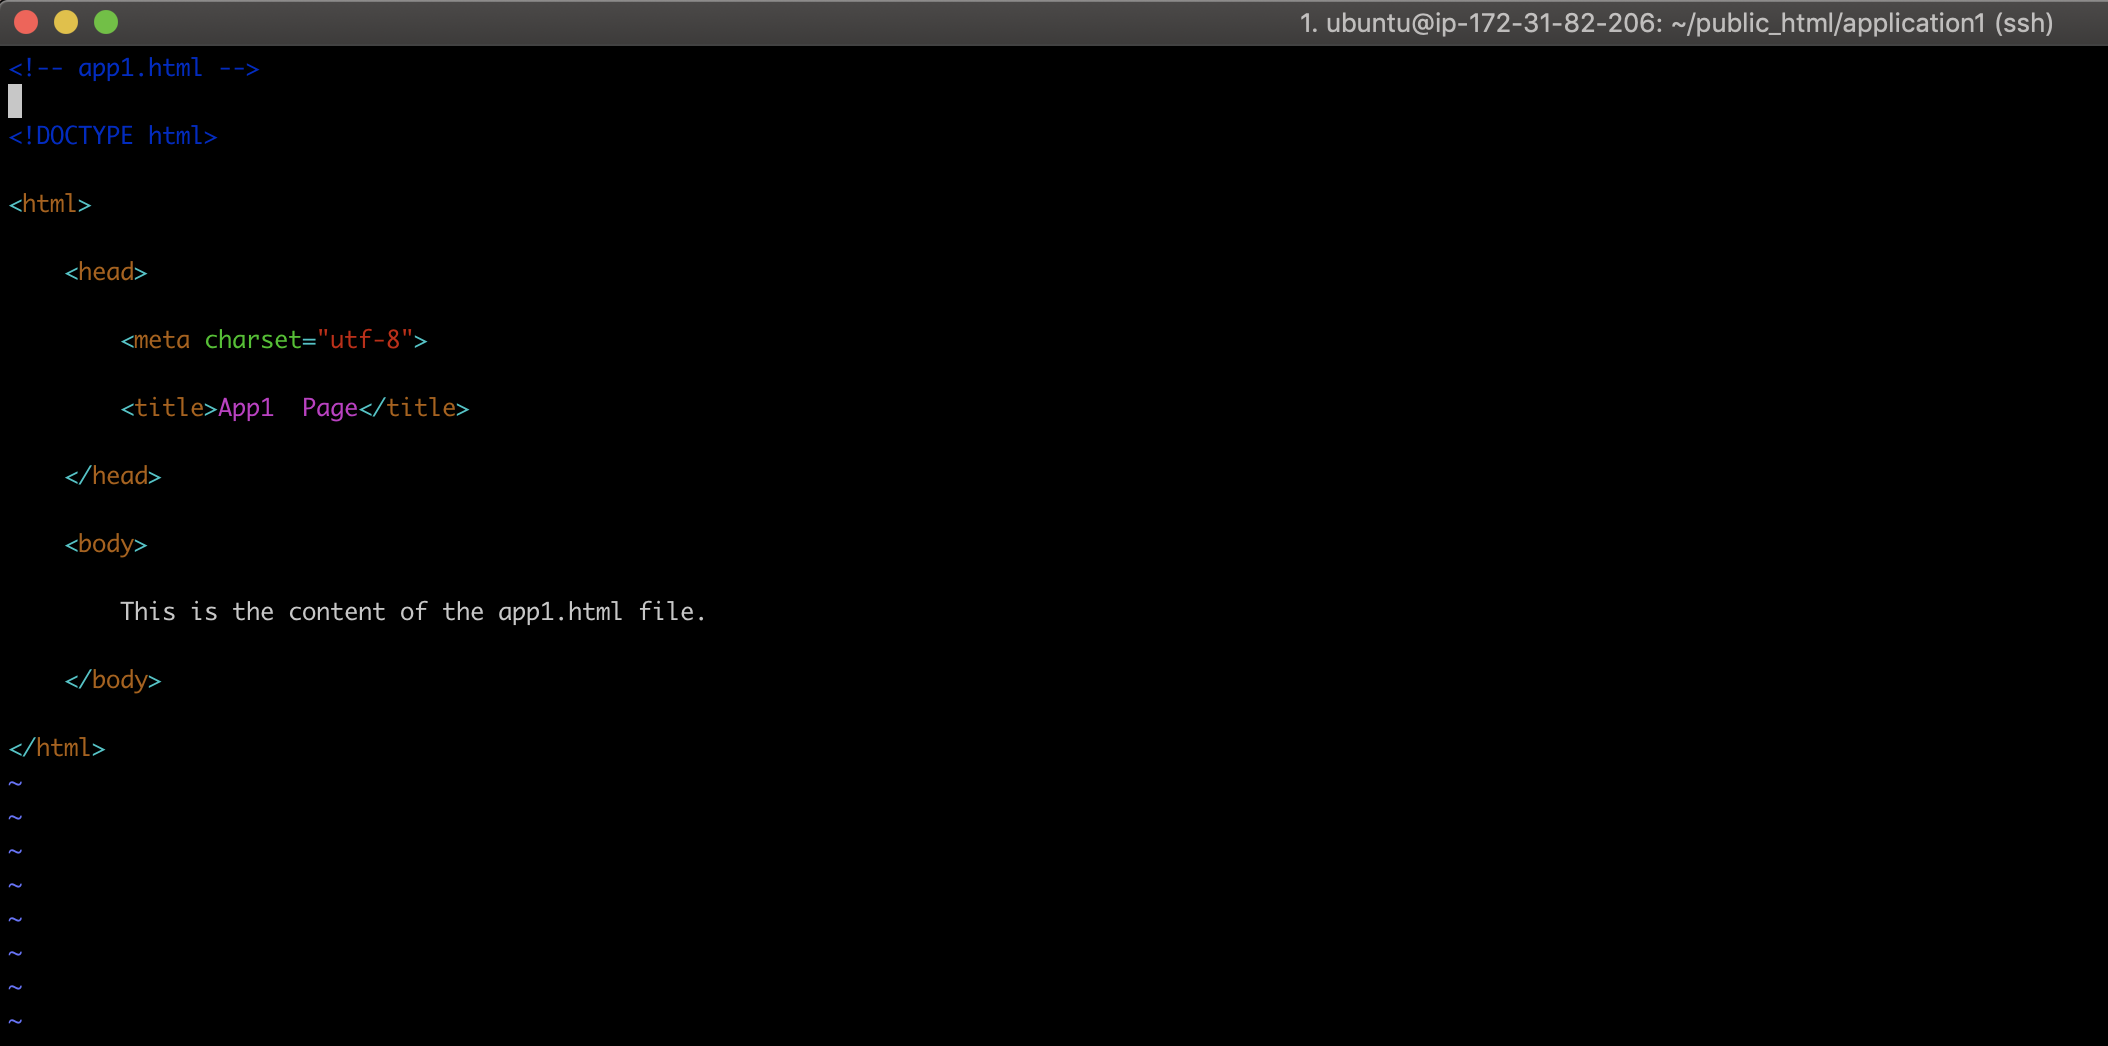 1. ubuntu@ip-172-31-82-206: ~/public_html/application1 (ssh)
<!-- app1.html -->
<!DOCTYPE html>
<html>
<head>
<meta charset="utf-8">
<title>App1  Page</title>
</head>
<body>
This is the content of the app1.html file.
</body>
</html>
~
~
~
~
~
~
~
~